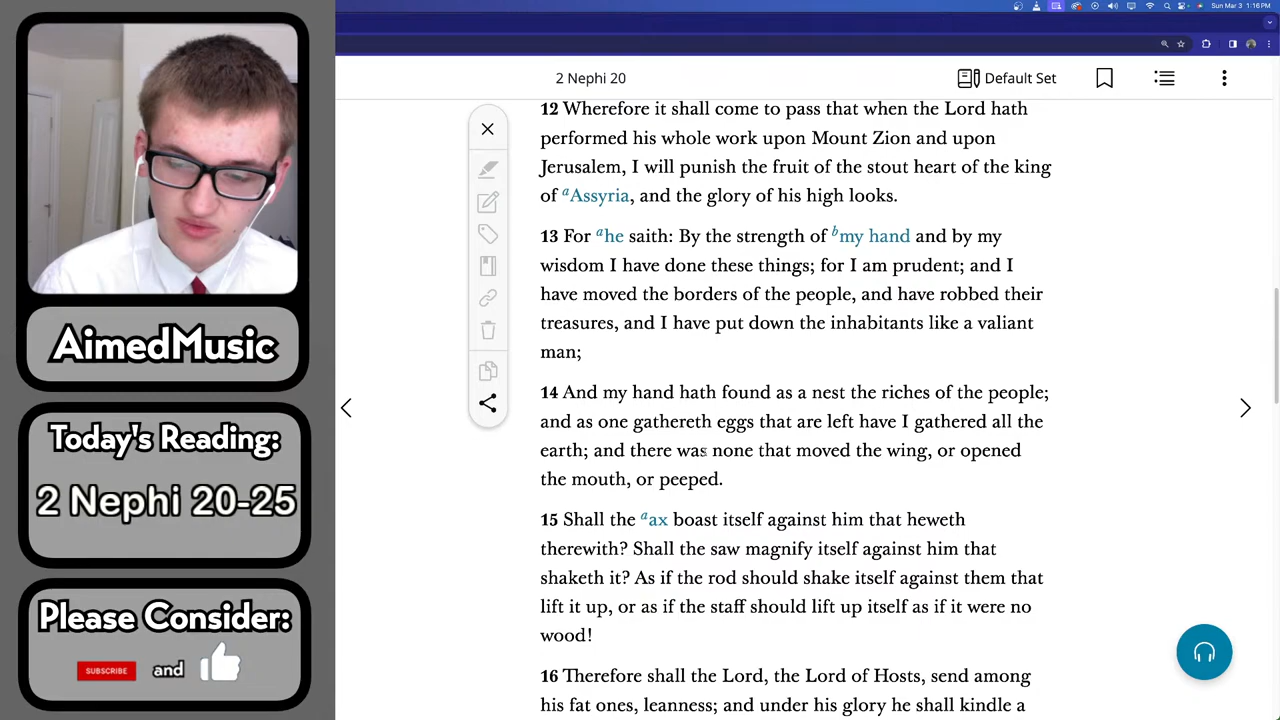 Sun Mar 3 1:16 PM
2 Nephi 20
Default Set
12 Wherefore it shall come to pass that when the Lord hath
performed his whole work upon Mount Zion and upon
Jerusalem, I will punish the fruit of the stout heart of the king
of aAssyria, and the glory of his high looks.
13 For ahe saith: By the strength of bmy hand and by my
wisdom I have done these things; for I am prudent; and I
have moved the borders of the people, and have robbed their
treasures, and I have put down the inhabitants like a valiant
man;
14 And my hand hath found as a nest the riches of the people;
and as one gathereth eggs that are left have I gathered all the
earth; and there was none that moved the wing, or opened
the mouth, or peeped.
15 Shall the aax boast itself against him that heweth
therewith? Shall the saw magnify itself against him that
shaketh it? As if the rod should shake itself against them that
lift it up, or as if the staff should lift up itself as if it were no
wood!
16 Therefore shall the Lord, the Lord of Hosts, send among
his fat ones, leanness; and under his glory he shall kindle a
AimedMusic
Today's Reading:
2 Nephi 20-25
Please Consider:
SUBSCRIBE and